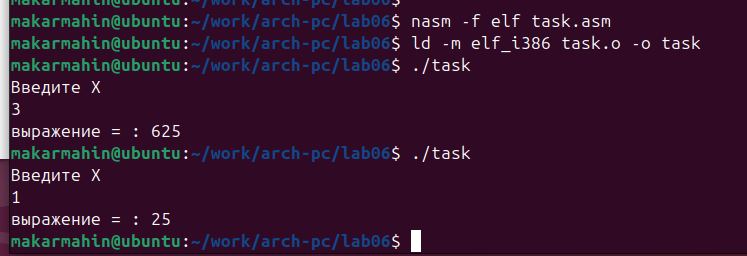 makarmahin@ubuntu:~/work/arch-pc/lab06$ nasm -f elf task.asm
makarmahin@ubuntu:~/work/arch-pc/lab06$ ld -m elf_i386 task.o -o task
makarmahin@ubuntu:~/work/arch-pc/lab06$ ./task
Введите X
3
выражение = : 625
makarmahin@ubuntu:~/work/arch-pc/lab06$ ./task
Введите X
1
выражение = : 25
makarmahin@ubuntu:~/work/arch-pc/lab06$